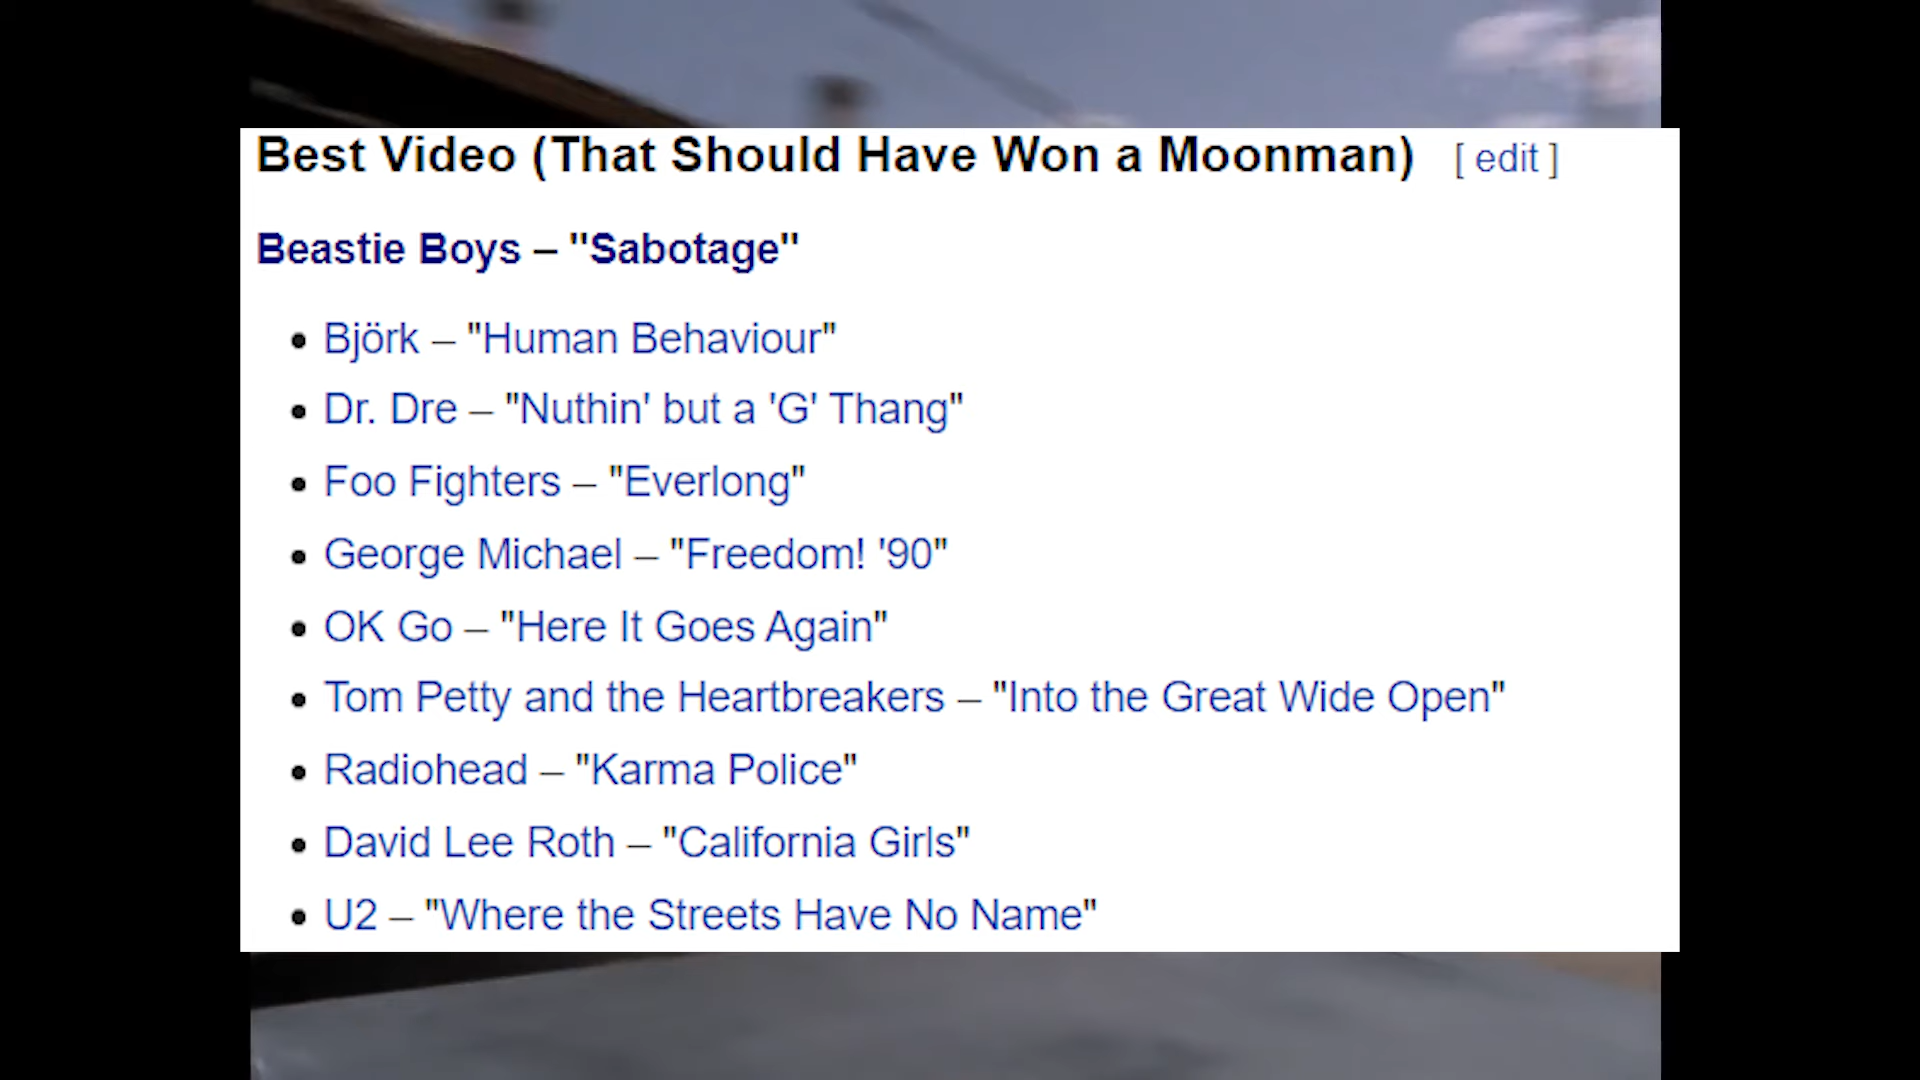 Best Video (That Should Have Won a Moonman) [ edit ]
Beastie Boys – "Sabotage"
• Björk – "Human Behaviour"
• Dr. Dre – "Nuthin' but a 'G' Thang"
• Foo Fighters – "Everlong"
• George Michael – "Freedom! '90"
• OK Go – "Here It Goes Again"
• Tom Petty and the Heartbreakers – "Into the Great Wide Open"
• Radiohead – "Karma Police"
• David Lee Roth – "California Girls"
• U2 – "Where the Streets Have No Name"